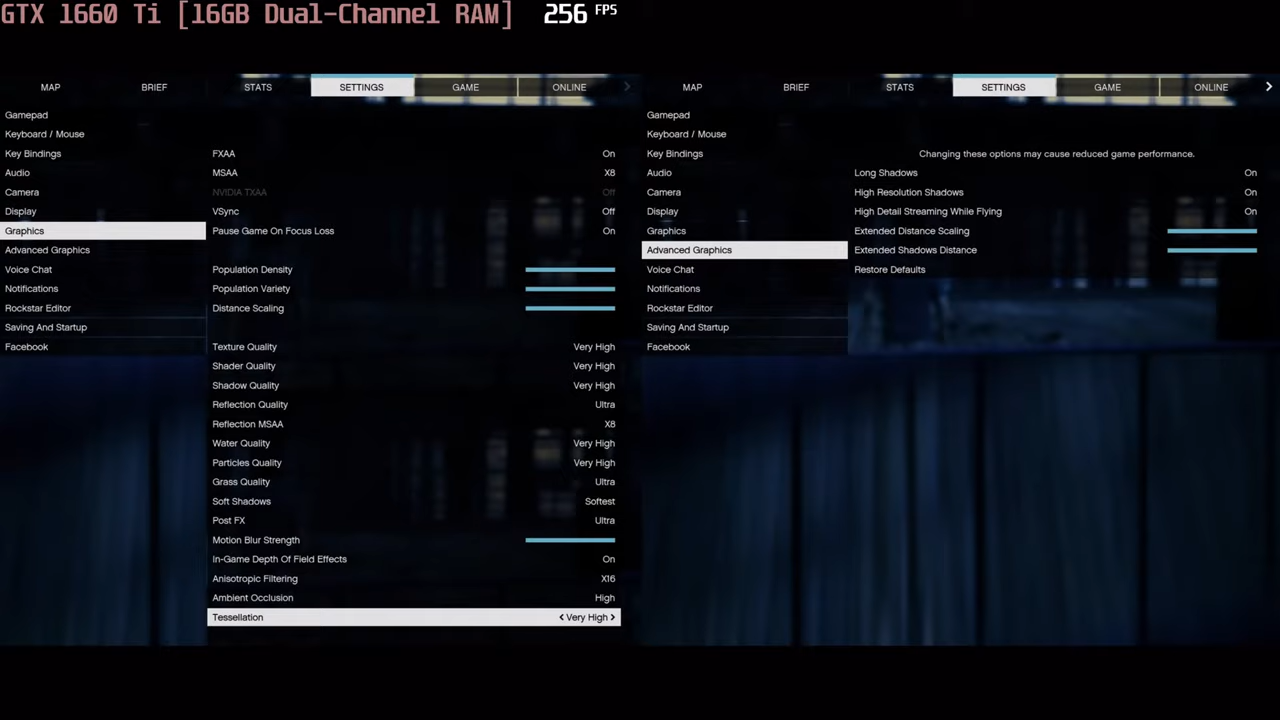 GTX 1660 Ti [16GB Dual-Channel RAM] 256 FPS
MAP BRIEF STATS SETTINGS GAME ONLINE
Gamepad
Keyboard / Mouse
Key Bindings
Audio
Camera
Display
Graphics
Advanced Graphics
Voice Chat
Notifications
Rockstar Editor
Saving And Startup
Facebook
FXAA On
MSAA X8
NVIDIA TXAA Off
VSync Off
Pause Game On Focus Loss On
Population Density
Population Variety
Distance Scaling
Texture Quality Very High
Shader Quality Very High
Shadow Quality Very High
Reflection Quality Ultra
Reflection MSAA X8
Water Quality Very High
Particles Quality Very High
Grass Quality Ultra
Soft Shadows Softest
Post FX Ultra
Motion Blur Strength
In-Game Depth Of Field Effects On
Anisotropic Filtering X16
Ambient Occlusion High
Tessellation < Very High >
MAP BRIEF STATS SETTINGS GAME ONLINE
Gamepad
Keyboard / Mouse
Key Bindings
Audio
Camera
Display
Graphics
Advanced Graphics
Voice Chat
Notifications
Rockstar Editor
Saving And Startup
Facebook
Changing these options may cause reduced game performance.
Long Shadows On
High Resolution Shadows On
High Detail Streaming While Flying On
Extended Distance Scaling
Extended Shadows Distance
Restore Defaults